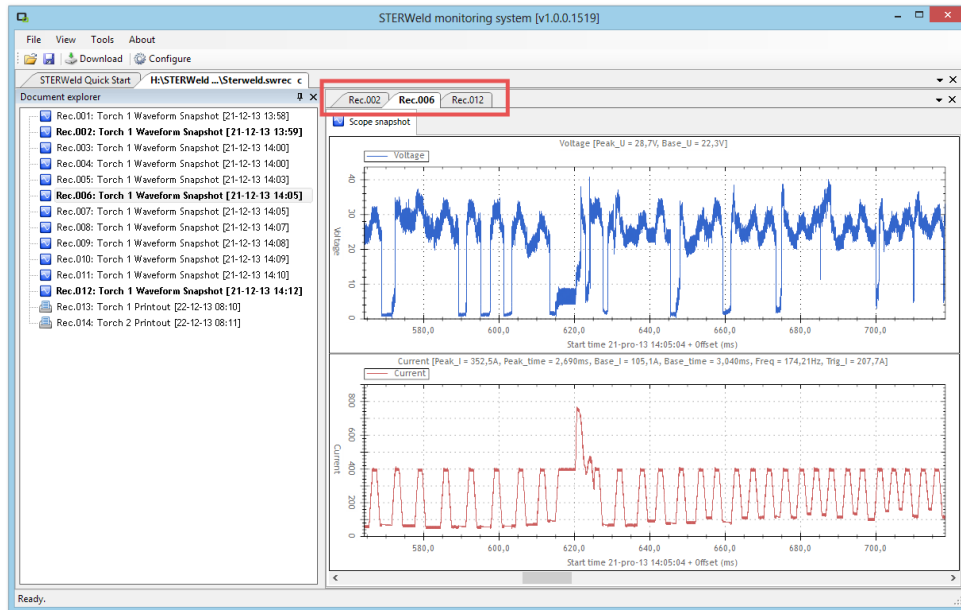 STERWeld monitoring system [v1.0.0.1519]
File View Tools About
Download Configure
STERWeld Quick Start H:\STERWeld ...\Sterweld.swrec c
Document explorer
Rec.001: Torch 1 Waveform Snapshot [21-12-13 13:58]
Rec.002: Torch 1 Waveform Snapshot [21-12-13 13:59]
Rec.003: Torch 1 Waveform Snapshot [21-12-13 14:00]
Rec.004: Torch 1 Waveform Snapshot [21-12-13 14:00]
Rec.005: Torch 1 Waveform Snapshot [21-12-13 14:03]
Rec.006: Torch 1 Waveform Snapshot [21-12-13 14:05]
Rec.007: Torch 1 Waveform Snapshot [21-12-13 14:05]
Rec.008: Torch 1 Waveform Snapshot [21-12-13 14:07]
Rec.009: Torch 1 Waveform Snapshot [21-12-13 14:08]
Rec.010: Torch 1 Waveform Snapshot [21-12-13 14:09]
Rec.011: Torch 1 Waveform Snapshot [21-12-13 14:10]
Rec.012: Torch 1 Waveform Snapshot [21-12-13 14:12]
Rec.013: Torch 1 Printout [22-12-13 08:10]
Rec.014: Torch 2 Printout [22-12-13 08:11]
Rec.002 Rec.006 Rec.012
Scope snapshot
Voltage [Peak_U = 28,7V, Base_U = 22,3V]
Voltage
40
30
20
10
0
Voltage
580,0 600,0 620,0 640,0 660,0 680,0 700,0
Start time 21-pro-13 14:05:04 + Offset (ms)
Current [Peak_I = 352,5A, Peak_time = 2,690ms, Base_I = 105,1A, Base_time = 3,040ms, Freq = 174,21Hz, Trig_I = 207,7A]
Current
800
600
400
200
0
Current
580,0 600,0 620,0 640,0 660,0 680,0 700,0
Start time 21-pro-13 14:05:04 + Offset (ms)
Ready.